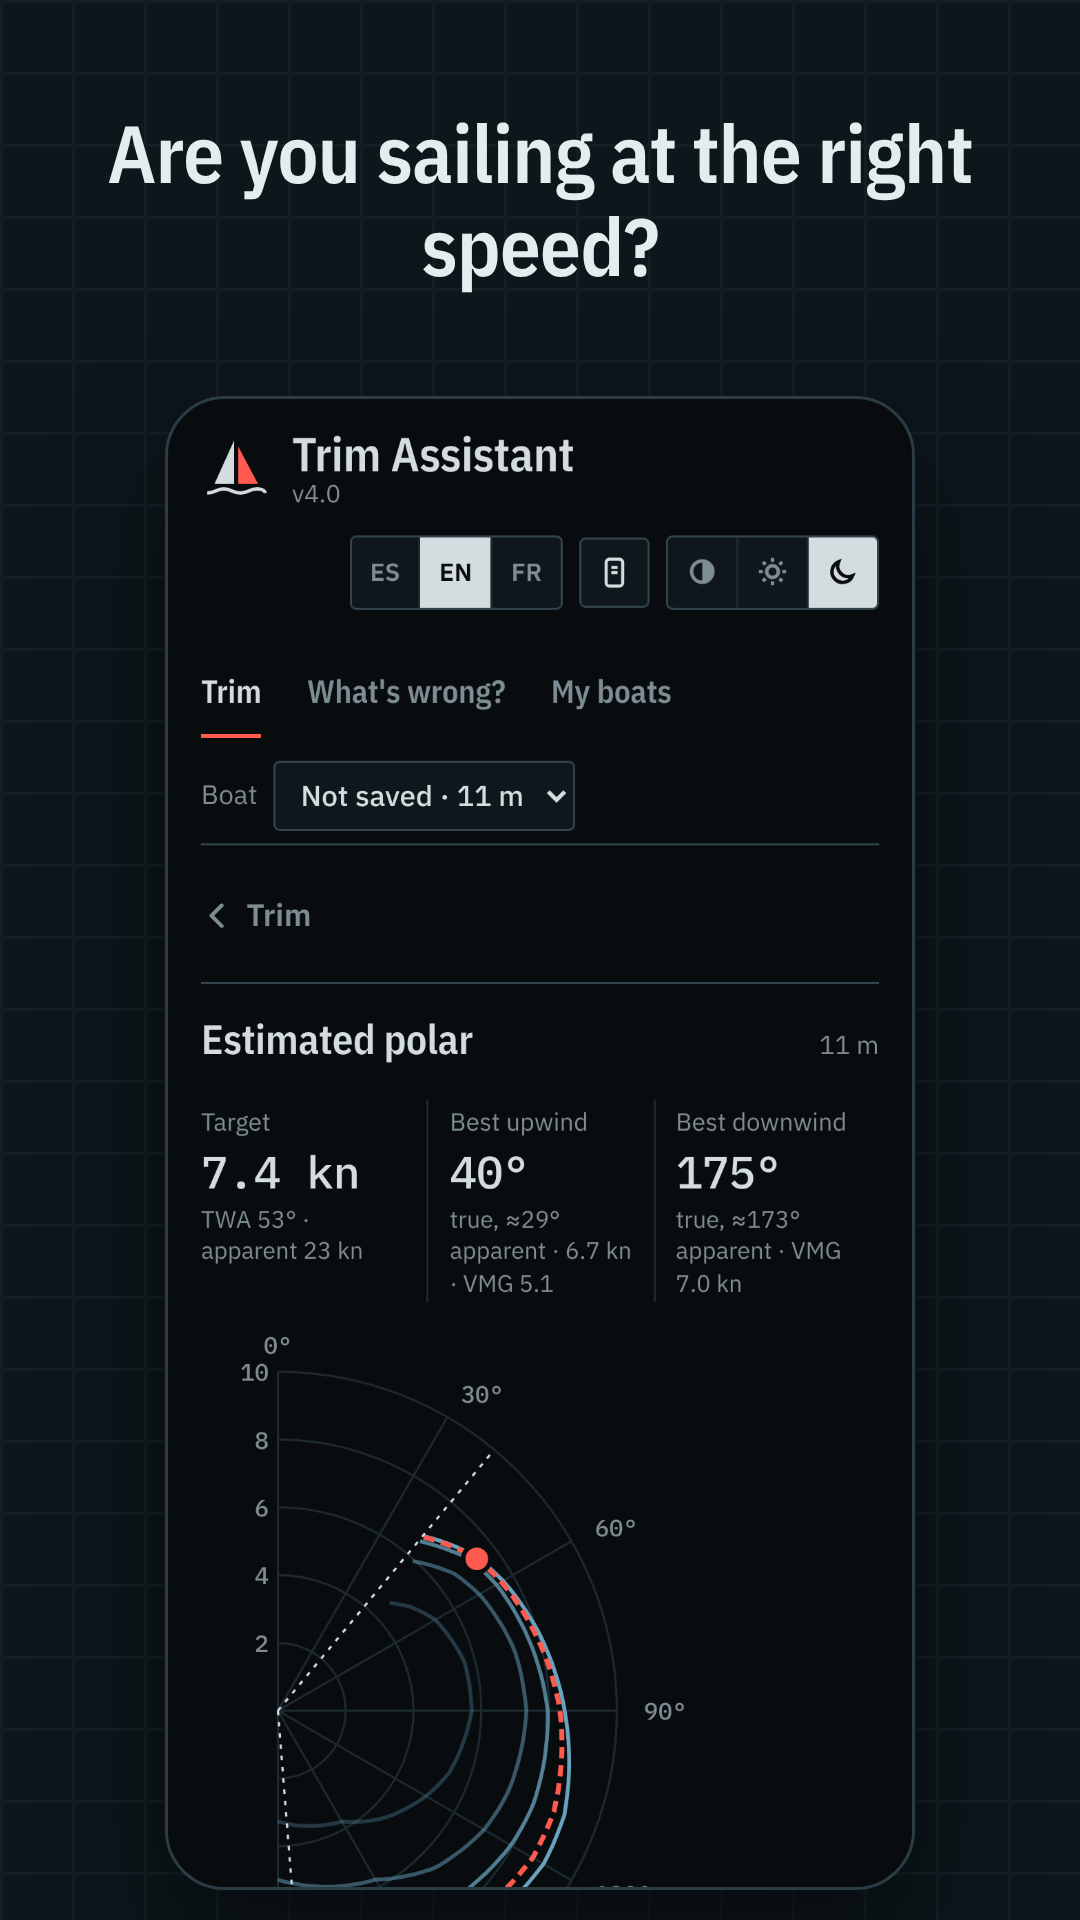 Are you sailing at the right
speed?
Trim Assistant
v4.0
ES EN FR
Trim What's wrong? My boats
Boat Not saved · 11 m
Trim
Estimated polar 11 m
Target
7.4 kn
TWA 53° ·
apparent 23 kn
Best upwind
40°
true, ≈29°
apparent · 6.7 kn
· VMG 5.1
Best downwind
175°
true, ≈173°
apparent · VMG
7.0 kn
0°
10
30°
8
6
60°
4
2
90°